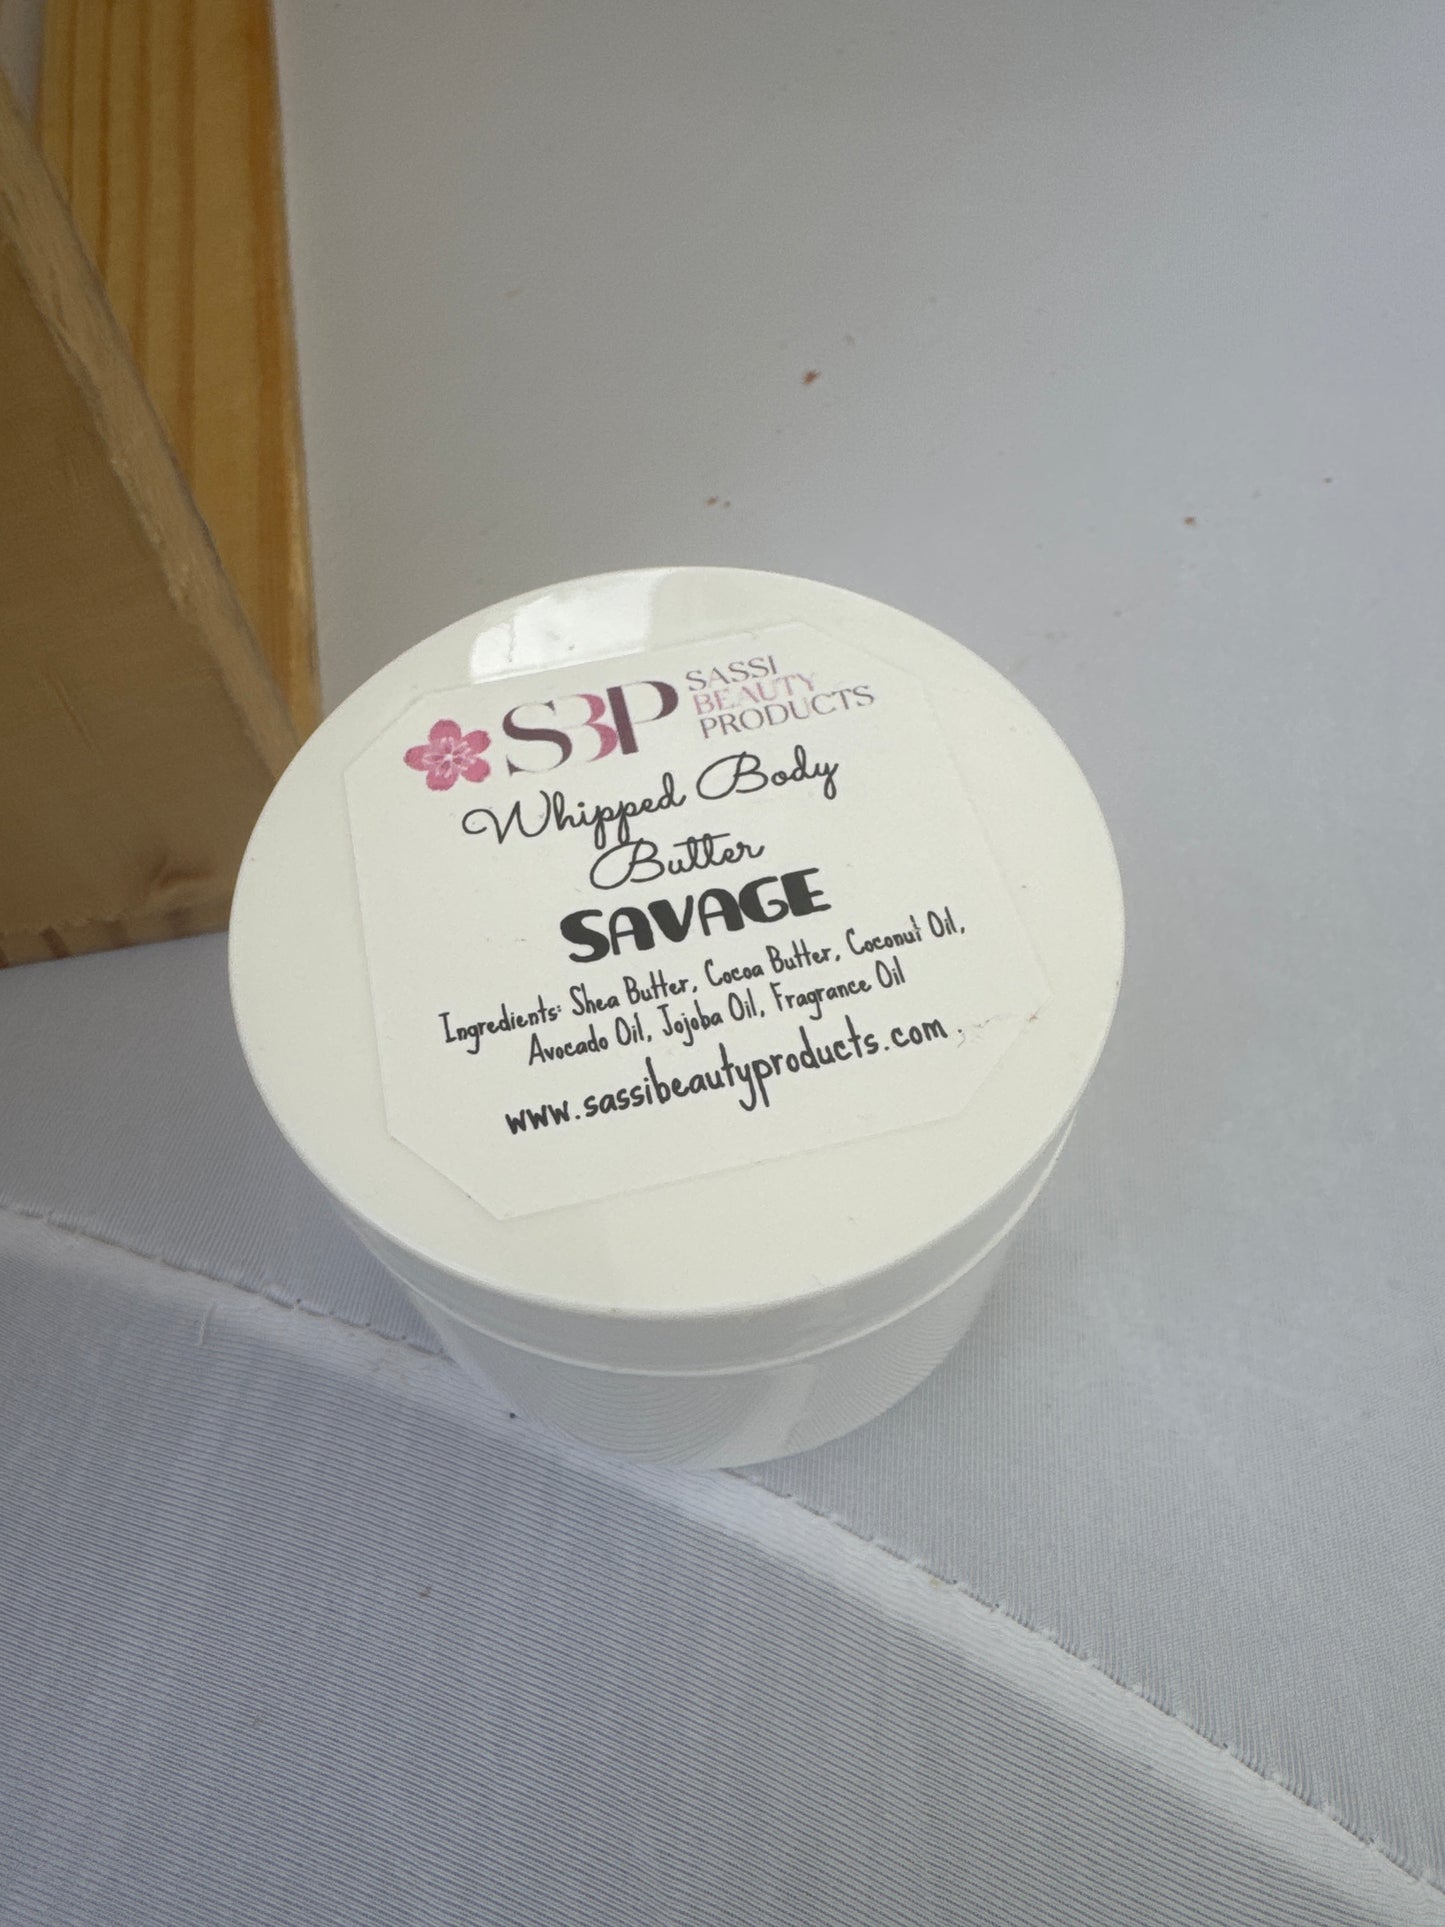 SBP
SASSI
BEAUTY
PRODUCTS
Whipped Body
Butter
SAVAGE
Ingredients: Shea Butter, Cocoa Butter, Coconut Oil,
Avocado Oil, Jojoba Oil, Fragrance Oil
www.sassibeautyproducts.com